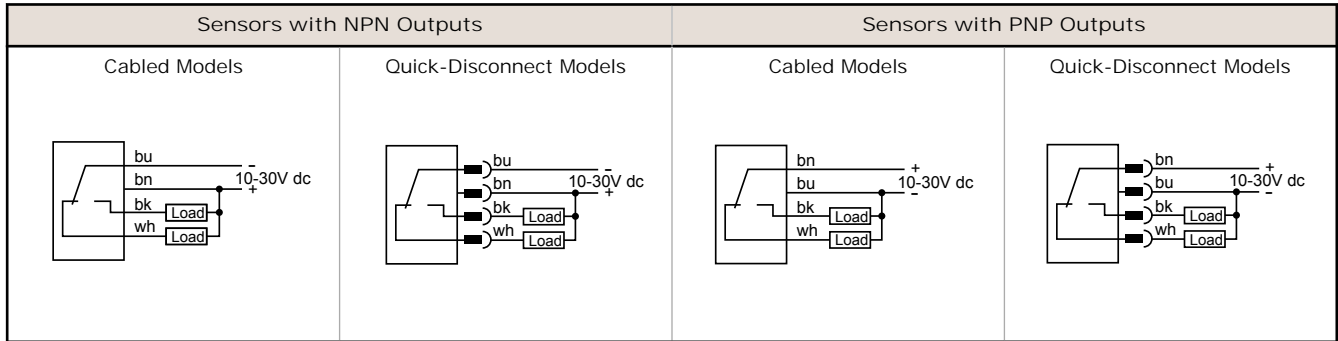 Sensors with NPN Outputs
Sensors with PNP Outputs
Cabled Models
Quick-Disconnect Models
Cabled Models
Quick-Disconnect Models
bu
-
bn
10-30V dc
+
bk
Load
wh
Load
bu
-
bn
10-30V dc
+
bk
Load
wh
Load
bn
+
bu
10-30V dc
-
bk
Load
wh
Load
bn
+
bu
10-30V dc
-
bk
Load
wh
Load